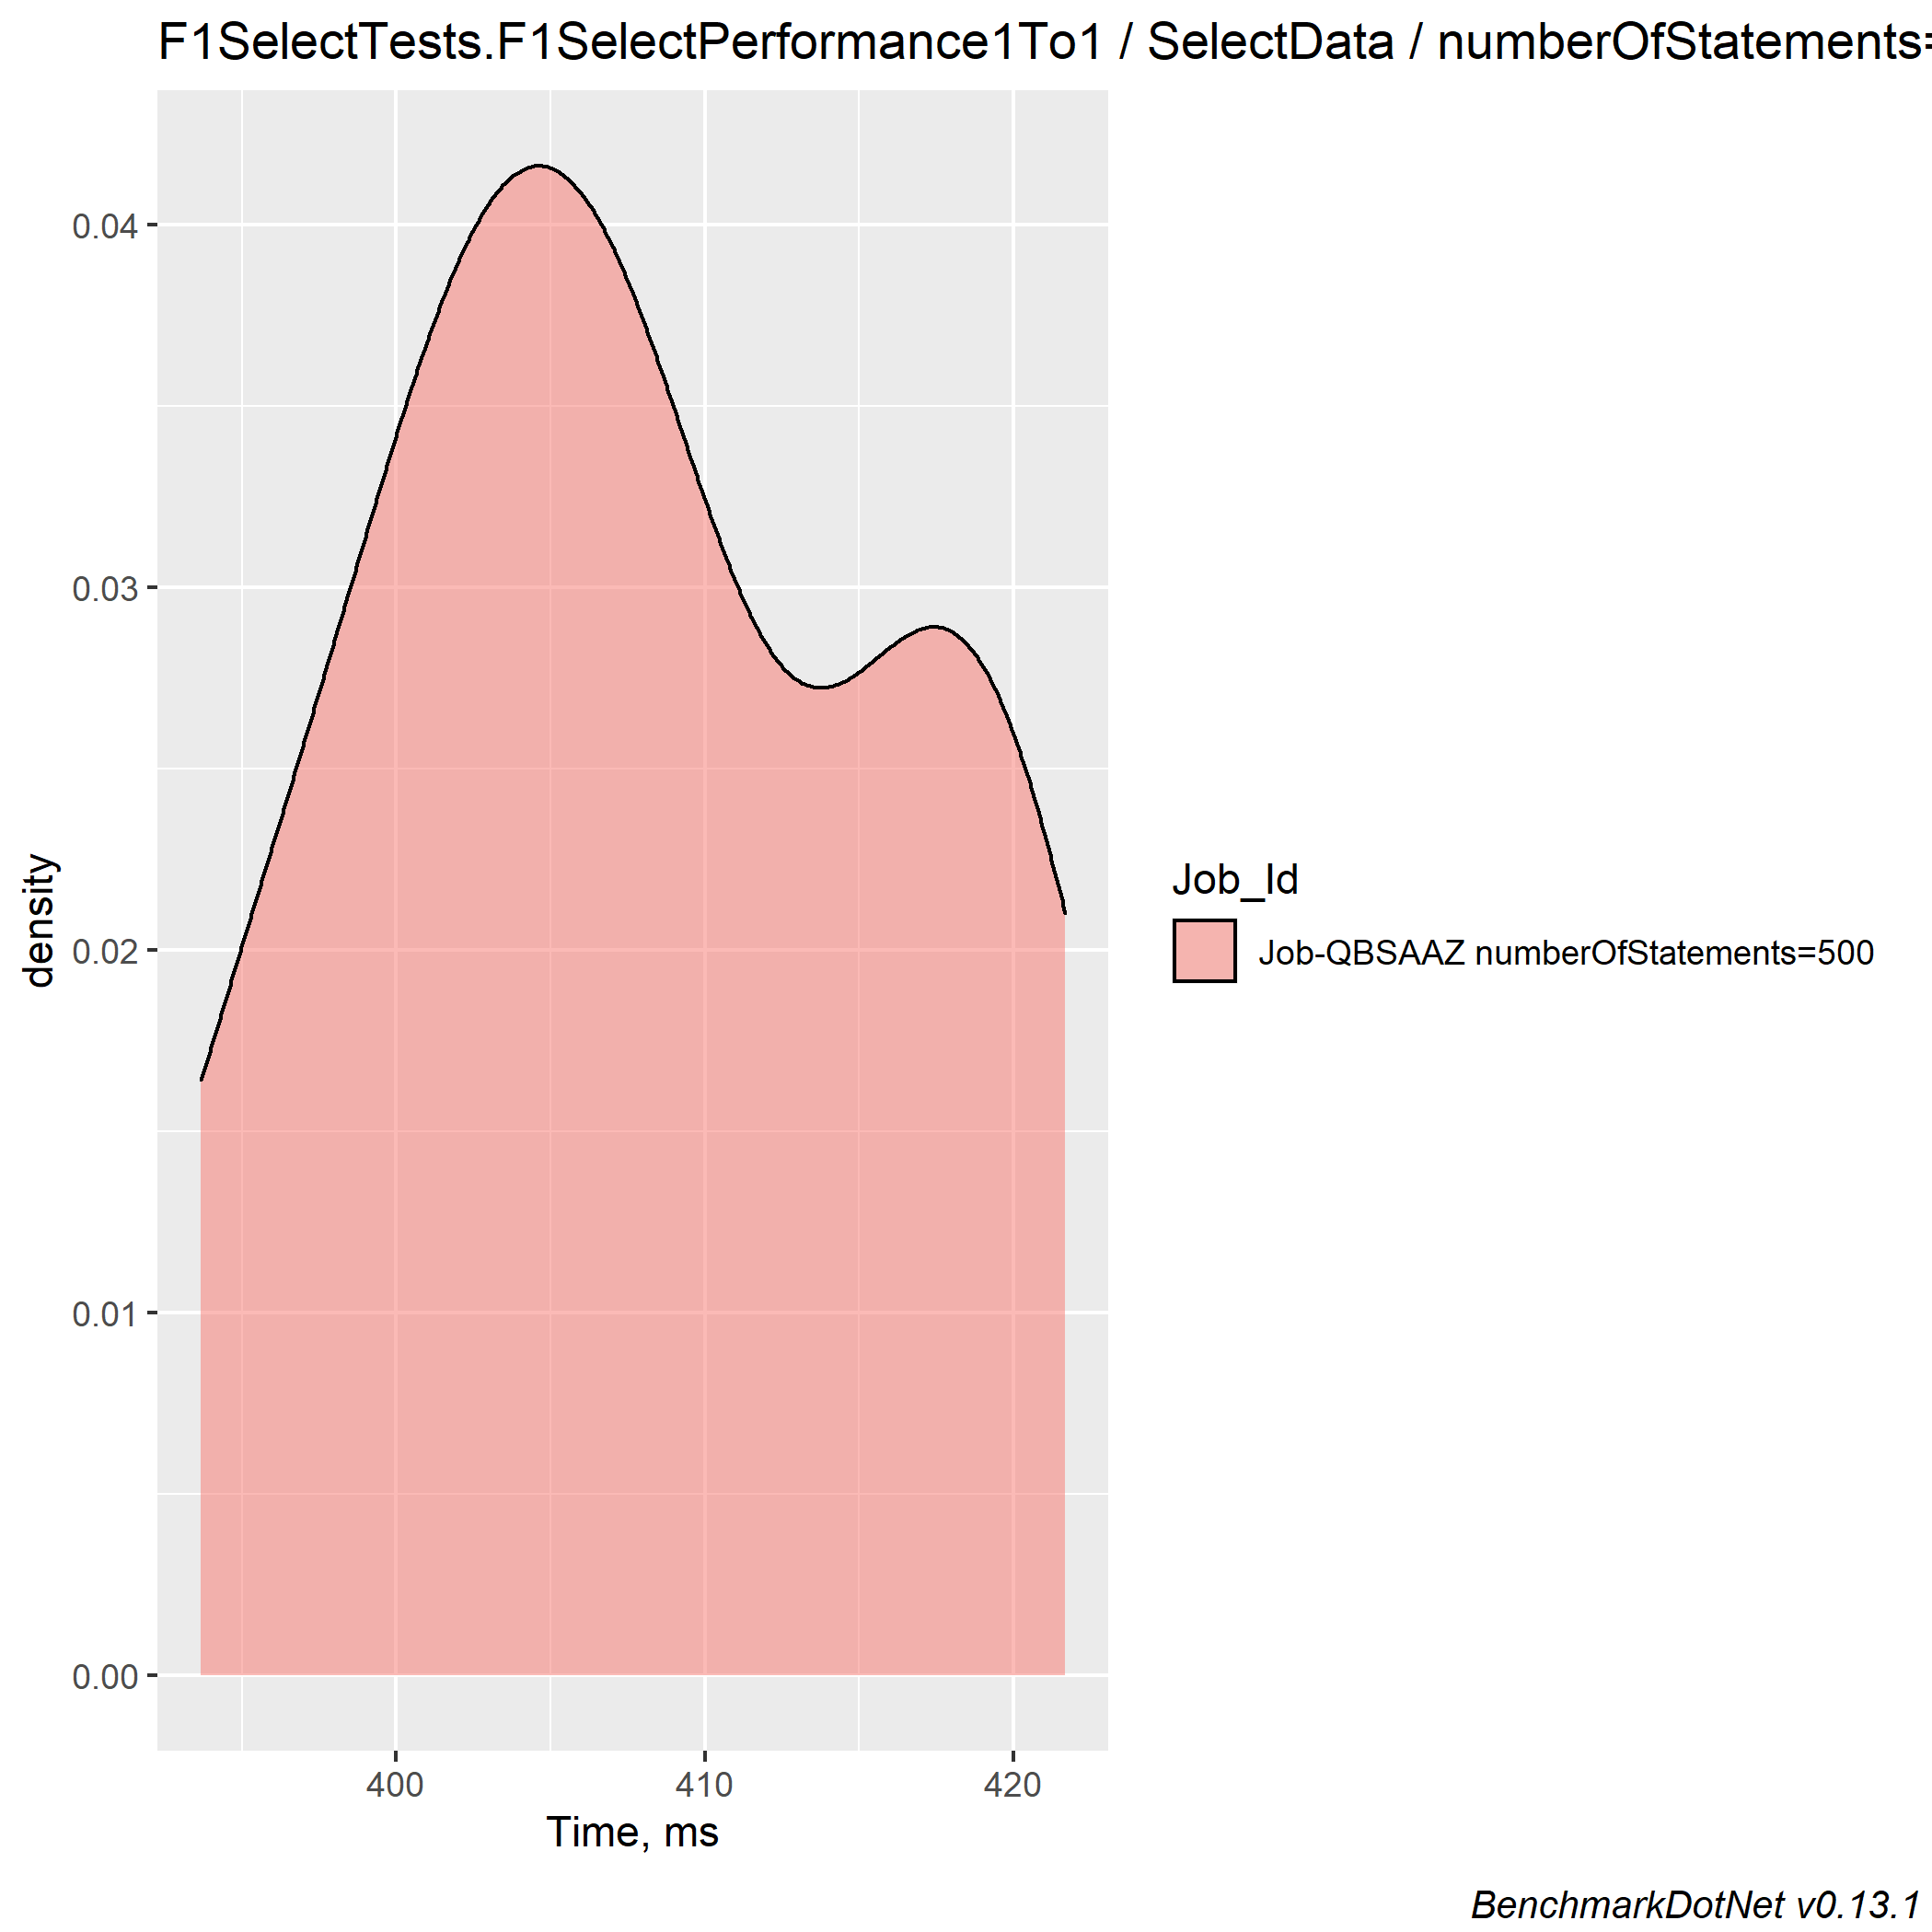 F1SelectTests.F1SelectPerformance1To1 / SelectData / numberOfStatements=
0.04
0.03
0.02
0.01
0.00
density
400 410 420
Time, ms
Job_Id
Job-QBSAAZ numberOfStatements=500
BenchmarkDotNet v0.13.1